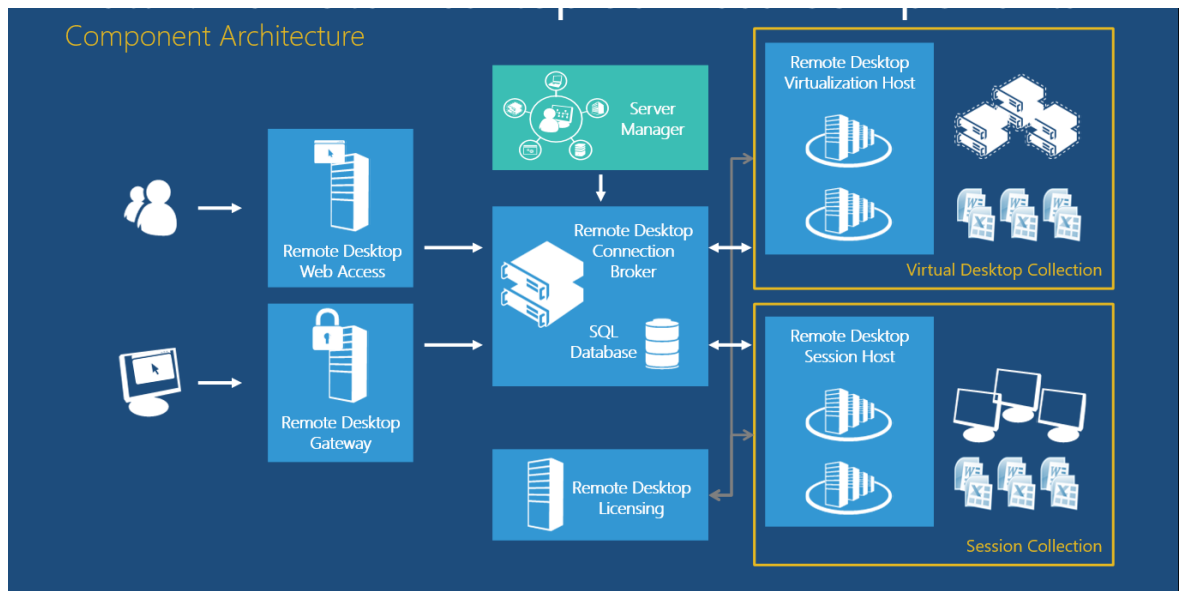 Component Architecture
Server
Manager
Remote Desktop
Web Access
Remote Desktop
Gateway
Remote Desktop
Connection
Broker
SQL
Database
Remote Desktop
Licensing
Remote Desktop
Virtualization Host
Virtual Desktop Collection
Remote Desktop
Session Host
Session Collection